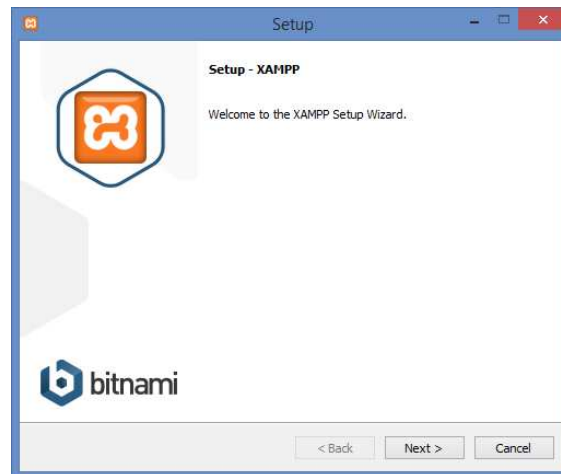 Setup
Setup - XAMPP
Welcome to the XAMPP Setup Wizard.
bitnami
< Back
Next >
Cancel